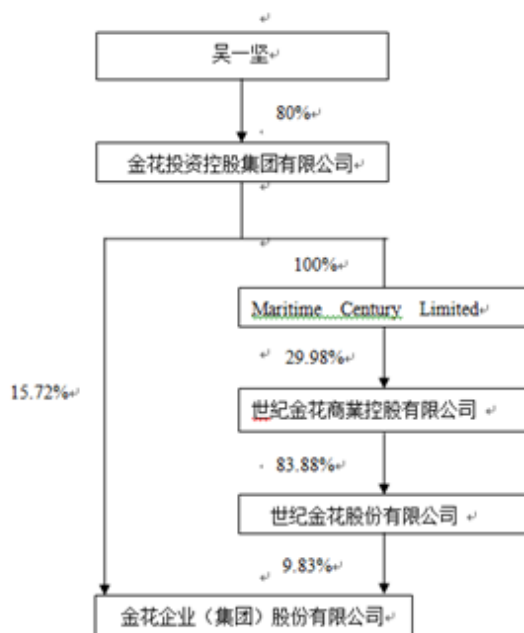 吴一坚
80%
金花投资控股集团有限公司
100%
Maritime Century Limited
29.98%
15.72%
世纪金花商業控股有限公司
83.88%
世纪金花股份有限公司
9.83%
金花企业（集团）股份有限公司